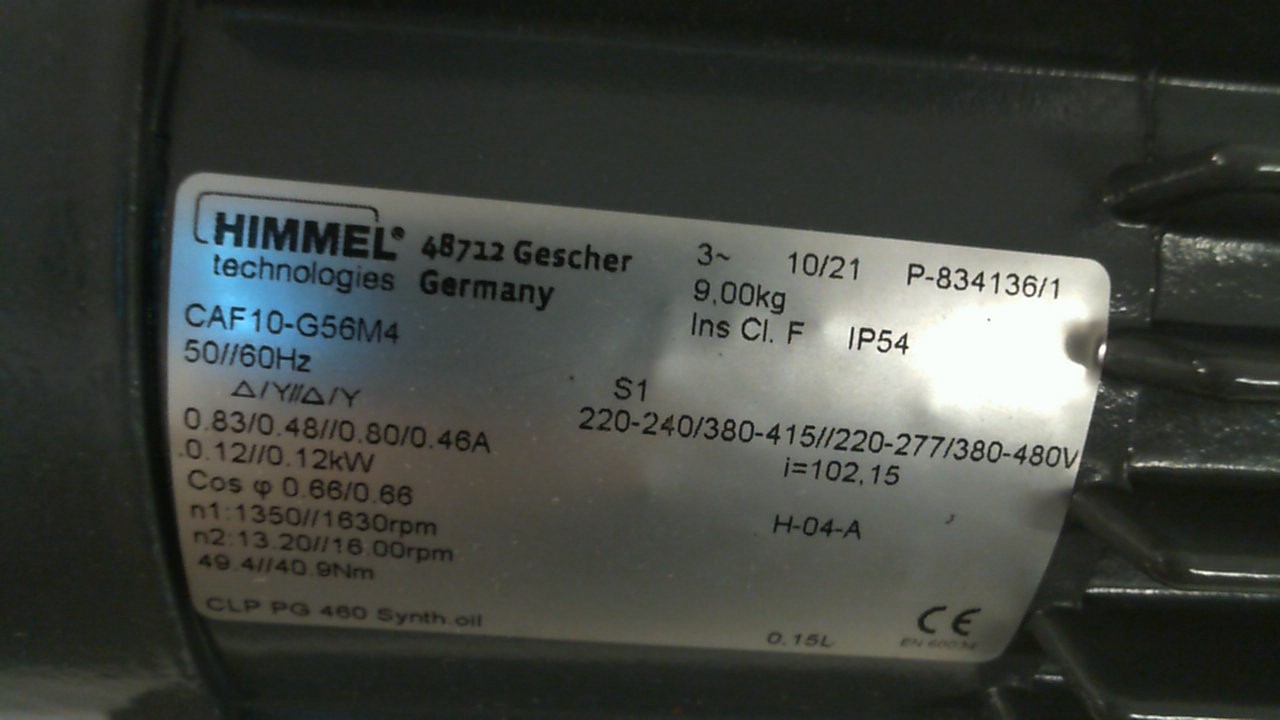 HIMMEL® 48712 Gescher 3~ 10/21 P-834136/1
technologies Germany 9,00kg
CAF10-G56M4 Ins Cl. F IP54
50//60Hz
△/Y//△/Y S1
0.83/0.48//0.80/0.46A 220-240/380-415//220-277/380-480V
0.12//0.12kW i=102,15
Cos φ 0.66/0.66
n1:1350//1630rpm H-04-A
n2:13.20//16.00rpm
49.4//40.9Nm
CLP PG 460 Synth.oil 0.15L CE
EN 60034